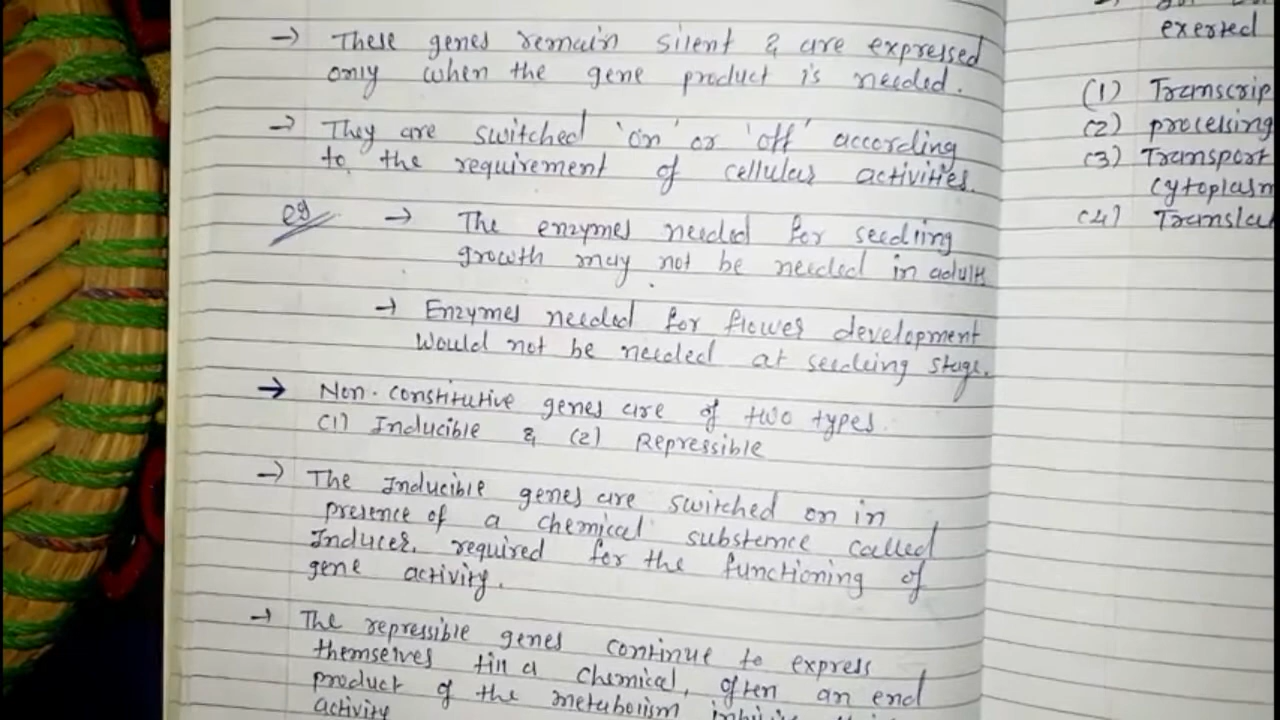 → These genes remain silent & are expressed
only when the gene product is needed.
→ They are switched 'on' or 'off' according
to the requirement of cellular activities.
eg → The enzymes needed for seedling
growth may not be needed in adult
→ Enzymes needed for flower development
would not be needed at seedling stage.
→ Non-constitutive genes are of two types.
(1) Inducible & (2) Repressible
→ The Inducible genes are switched on in
presence of a chemical substance called
Inducer, required for the functioning of
gene activity.
→ The repressible genes continue to express
themselves till a chemical, often an end
product of the metabolism
activity
exerted
(1) Transcrip
(2) processing
(3) Transport
cytoplasm
(4) Transla